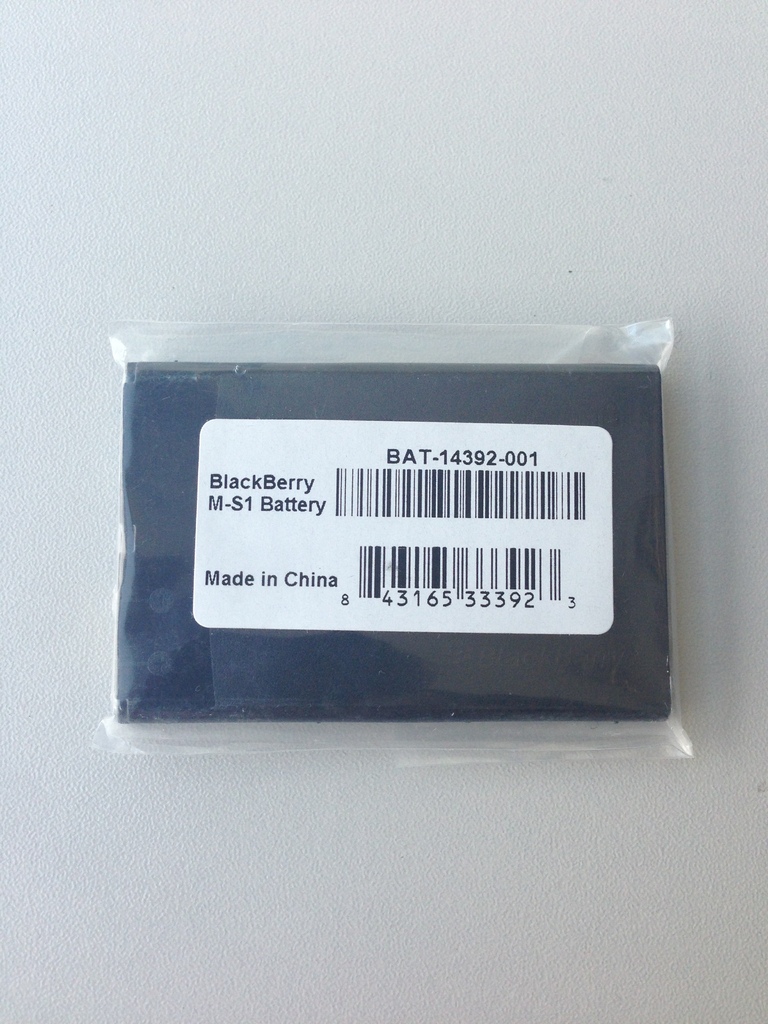 BAT-14392-001
BlackBerry
M-S1 Battery
Made in China
8 43165 33392 3